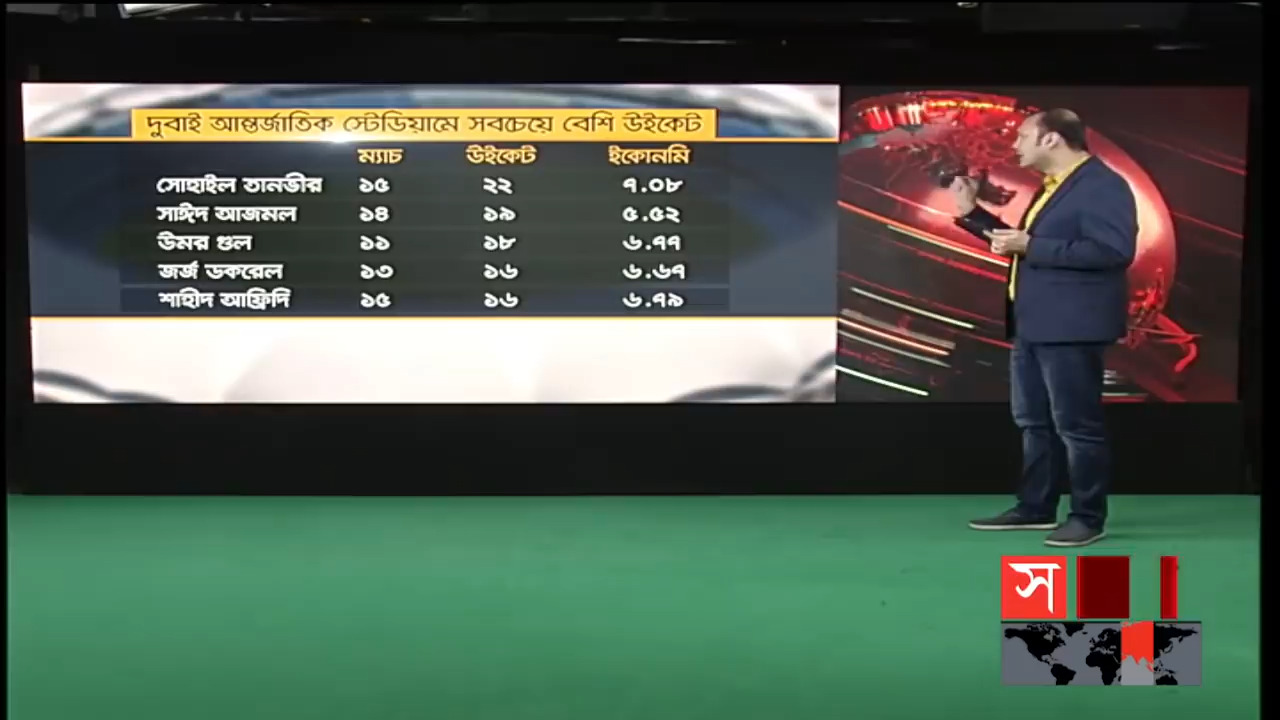 দুবাই আন্তর্জাতিক স্টেডিয়ামে সবচেয়ে বেশি উইকেট
ম্যাচ উইকেট ইকোনমি
সোহাইল তানভীর ১৫ ২২ ৭.০৮
সাঈদ আজমল ১৪ ১৯ ৫.৫২
উমর গুল ১১ ১৮ ৬.৭৭
জর্জ ডকরেল ১৩ ১৬ ৬.৬৭
শাহীদ আফ্রিদি ১৫ ১৬ ৬.৭৯
স